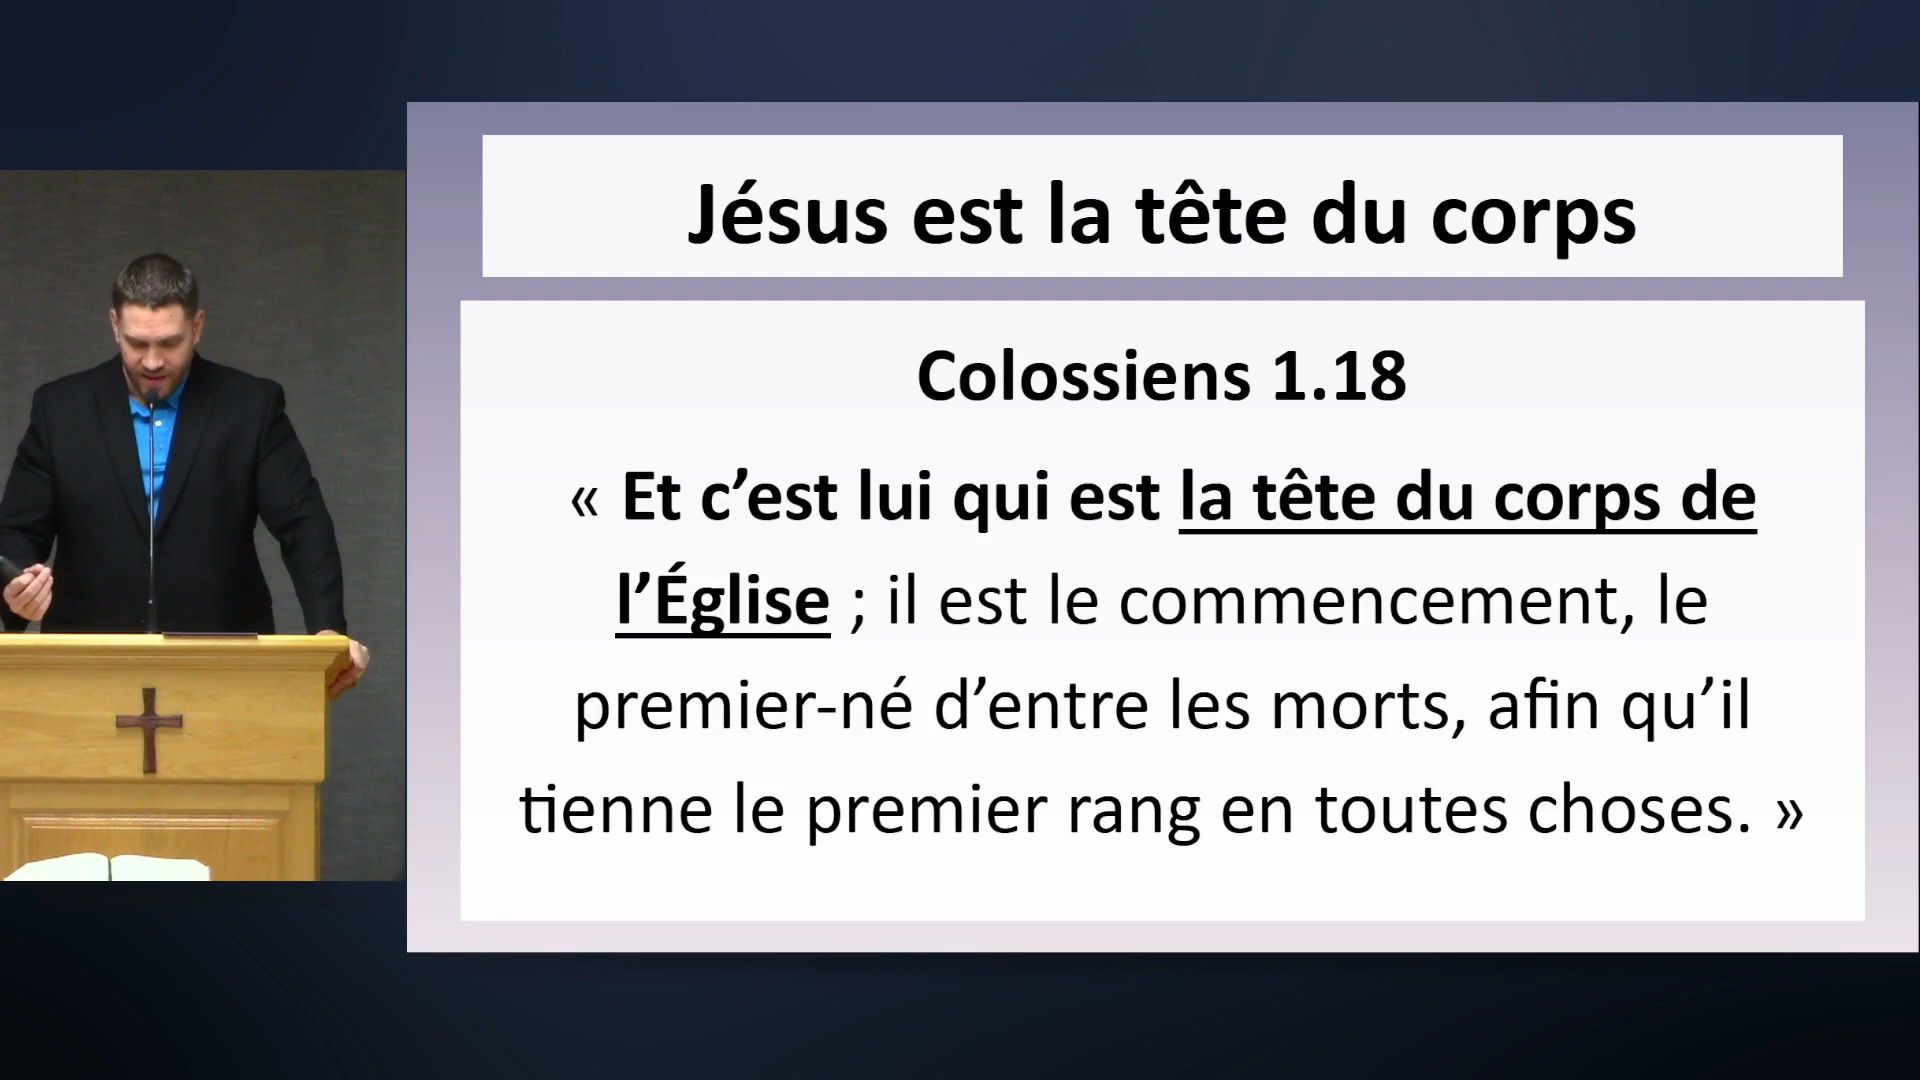 Jésus est la tête du corps
Colossiens 1.18
« Et c’est lui qui est la tête du corps de
l’Église ; il est le commencement, le
premier-né d’entre les morts, afin qu’il
tienne le premier rang en toutes choses. »